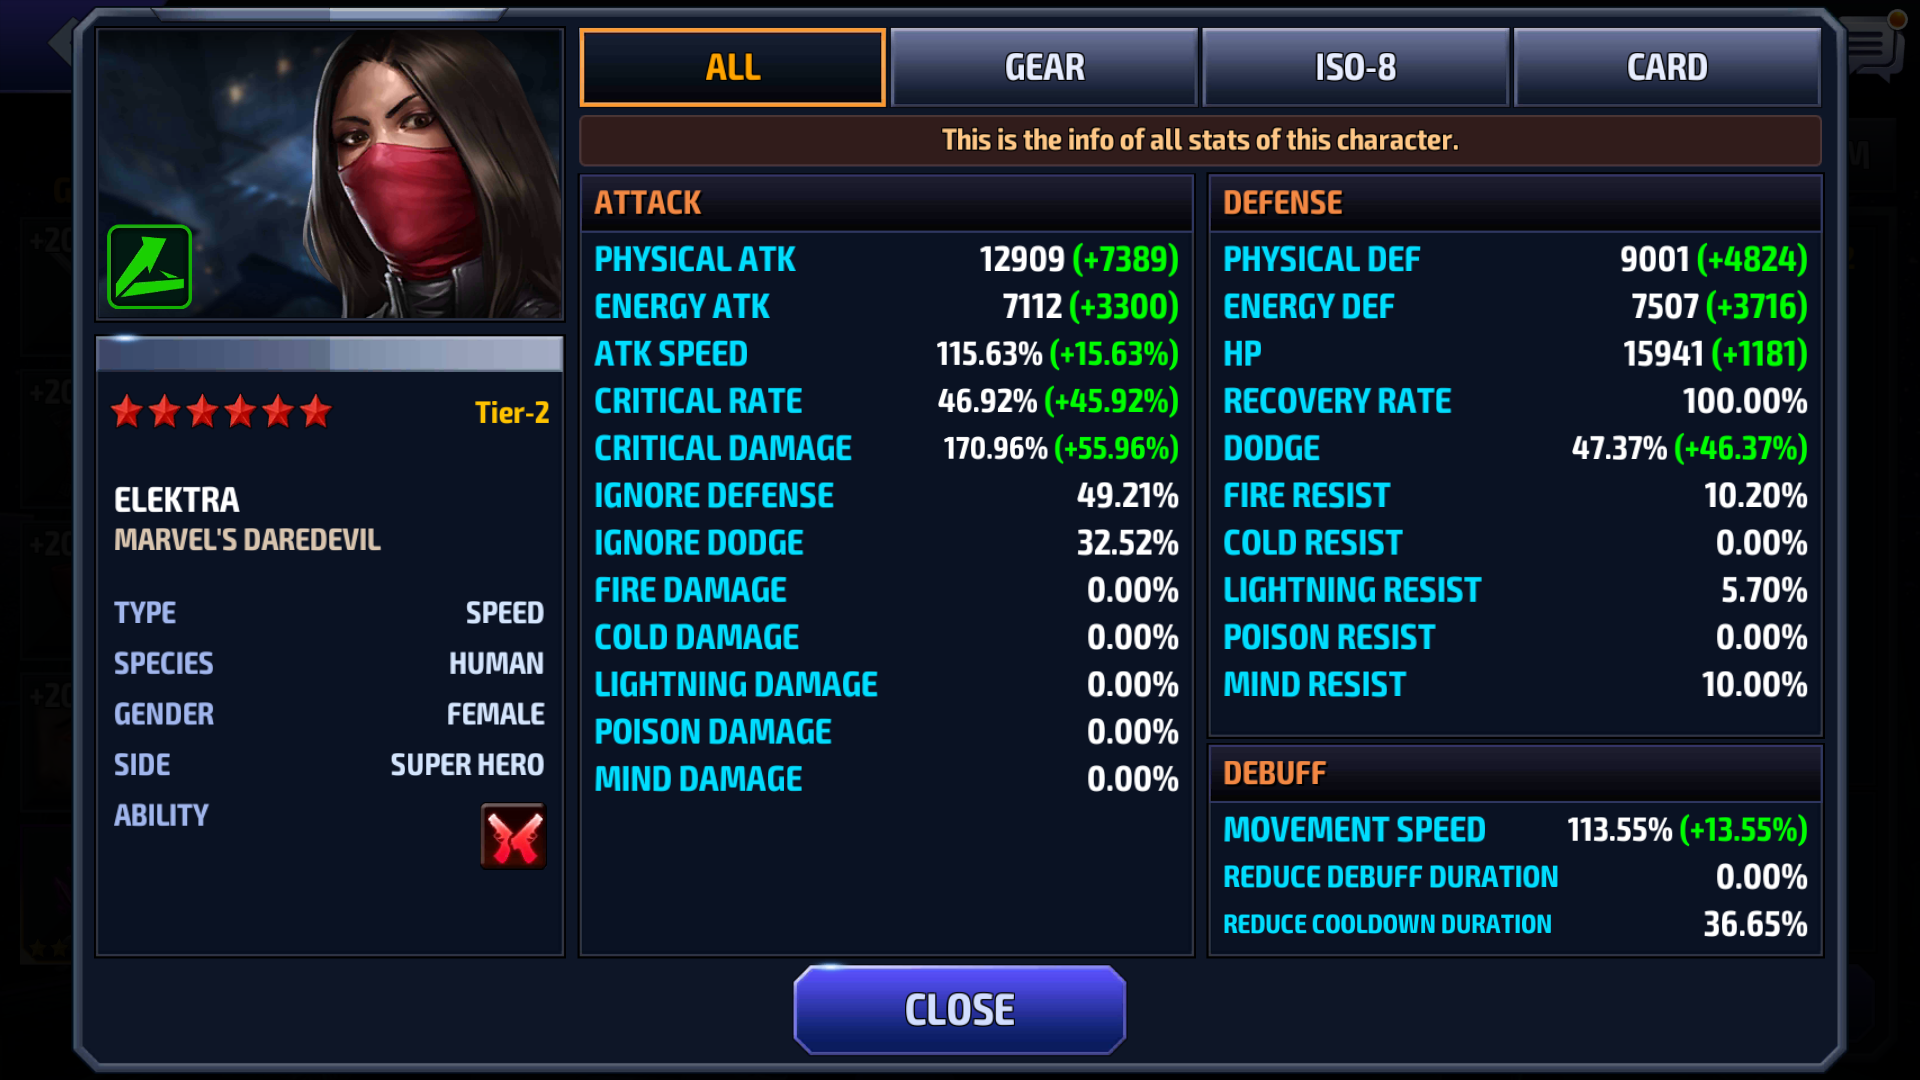 ALL
GEAR
ISO-8
CARD
This is the info of all stats of this character.
Tier-2
ELEKTRA
MARVEL'S DAREDEVIL
TYPE SPEED
SPECIES HUMAN
GENDER FEMALE
SIDE SUPER HERO
ABILITY
ATTACK
PHYSICAL ATK 12909 (+7389)
ENERGY ATK 7112 (+3300)
ATK SPEED 115.63% (+15.63%)
CRITICAL RATE 46.92% (+45.92%)
CRITICAL DAMAGE 170.96% (+55.96%)
IGNORE DEFENSE 49.21%
IGNORE DODGE 32.52%
FIRE DAMAGE 0.00%
COLD DAMAGE 0.00%
LIGHTNING DAMAGE 0.00%
POISON DAMAGE 0.00%
MIND DAMAGE 0.00%
DEFENSE
PHYSICAL DEF 9001 (+4824)
ENERGY DEF 7507 (+3716)
HP 15941 (+1181)
RECOVERY RATE 100.00%
DODGE 47.37% (+46.37%)
FIRE RESIST 10.20%
COLD RESIST 0.00%
LIGHTNING RESIST 5.70%
POISON RESIST 0.00%
MIND RESIST 10.00%
DEBUFF
MOVEMENT SPEED 113.55% (+13.55%)
REDUCE DEBUFF DURATION 0.00%
REDUCE COOLDOWN DURATION 36.65%
CLOSE